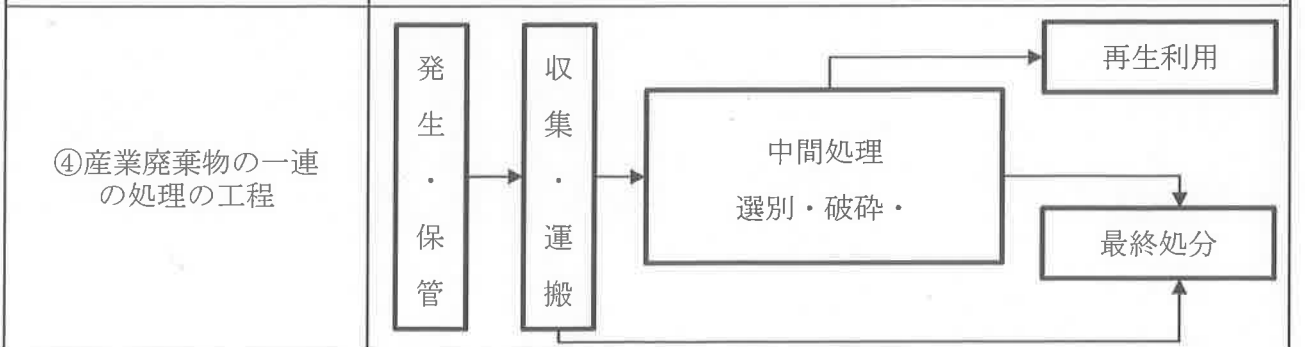 ④産業廃棄物の一連
の処理の工程
発生・保管
収集・運搬
中間処理
選別・破砕・
再生利用
最終処分